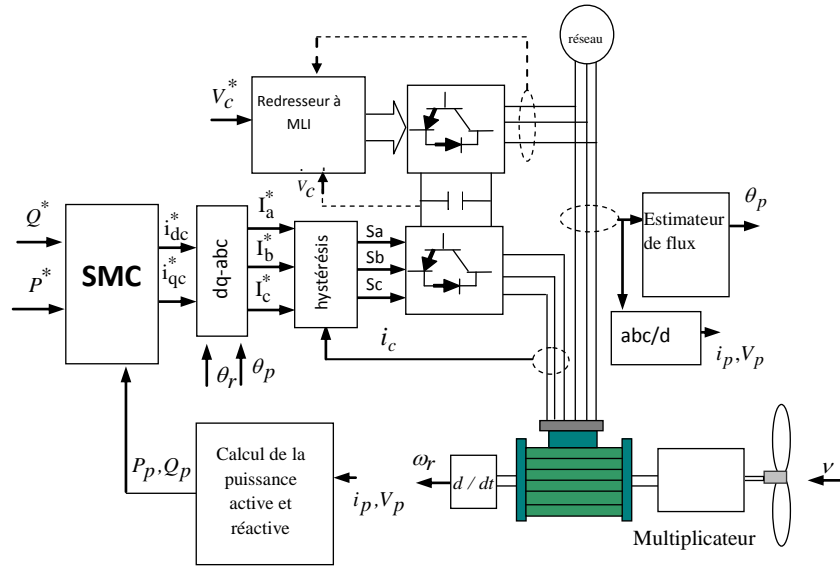 réseau
V_c^*
Redresseur à
MLI
V_c
Q^*
P^*
SMC
i_dc^*
i_qc^*
dq-abc
I_a^*
I_b^*
I_c^*
hystérésis
Sa
Sb
Sc
θ_r
θ_p
i_c
Estimateur
de flux
θ_p
abc/d
i_p,V_p
P_p,Q_p
Calcul de la
puissance
active et
réactive
i_p,V_p
ω_r
d / dt
Multiplicateur
ν